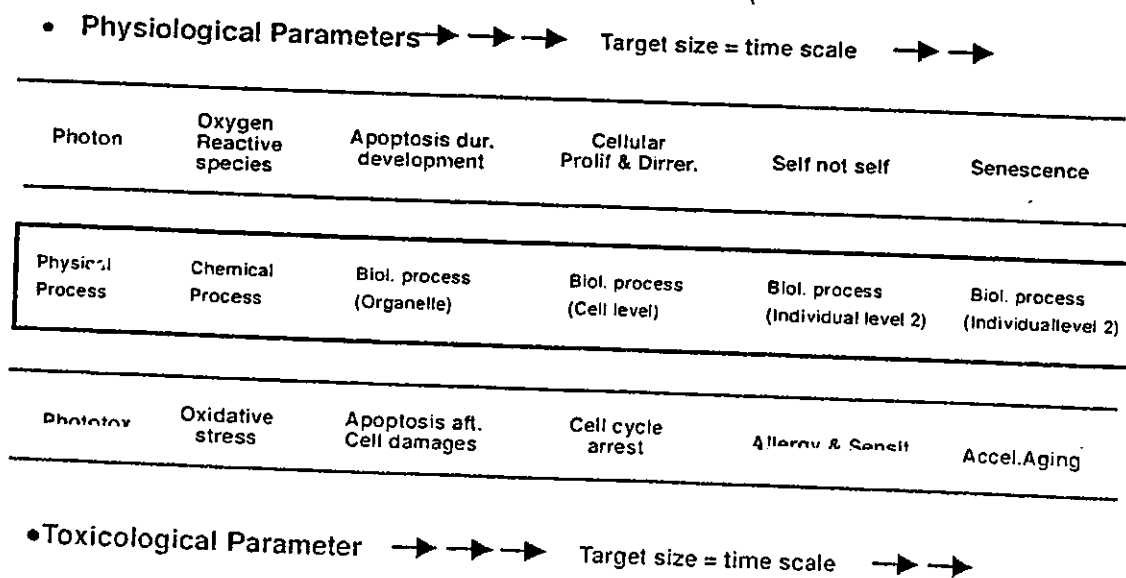 • Physiological Parameters Target size = time scale
Photon
Oxygen
Reactive
species
Apoptosis dur.
development
Cellular
Prolif & Dirrer.
Self not self
Senescence
Physical
Process
Chemical
Process
Biol. process
(Organelle)
Biol. process
(Cell level)
Biol. process
(Individual level 2)
Biol. process
(Individuallevel 2)
Phototox
Oxidative
stress
Apoptosis aft.
Cell damages
Cell cycle
arrest
Allergy & Sensit
Accel.Aging
•Toxicological Parameter Target size = time scale